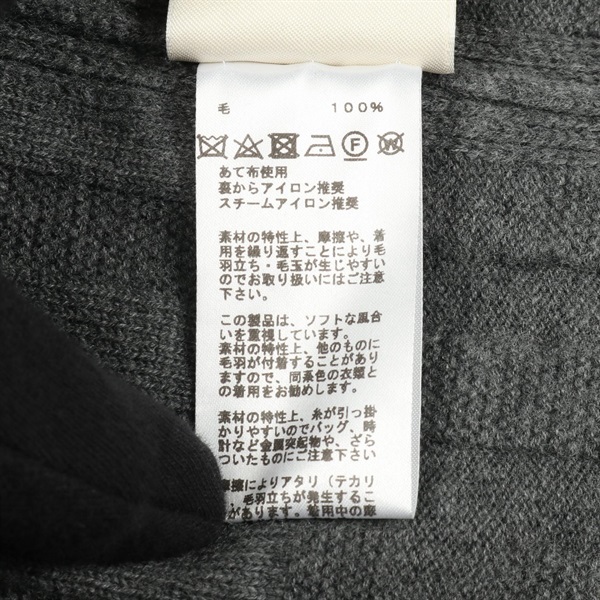 毛 100%
F W
あて布使用
裏からアイロン推奨
スチームアイロン推奨
素材の特性上、摩擦や、着
用を繰り返すことにより毛
羽立ち・毛玉が生じやすい
のでお取り扱いにはご注意
下さい。
この製品は、ソフトな風合
いを重視しています。
素材の特性上、他のものに
毛羽が付着することがあり
ますので、同系色の衣類と
の着用をお勧めします。
素材の特性上、糸が引っ掛
かりやすいのでバッグ、時
計など金属突起物や、ざら
ついたものにご注意下さい
摩擦によりアタリ（テカリ
、毛羽立ちが発生するこ
があります。着用中の摩